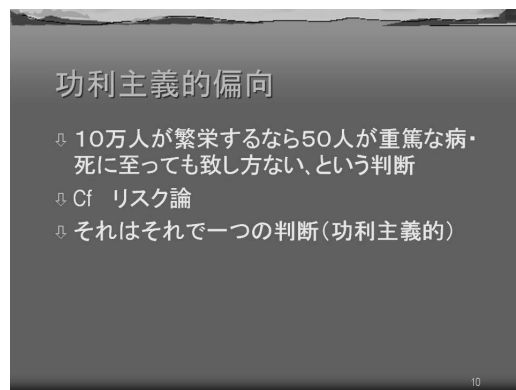 功利主義的偏向
⇩ 10万人が繁栄するなら50人が重篤な病・
死に至っても致し方ない、という判断
⇩ Cf　リスク論
⇩ それはそれで一つの判断（功利主義的）
10